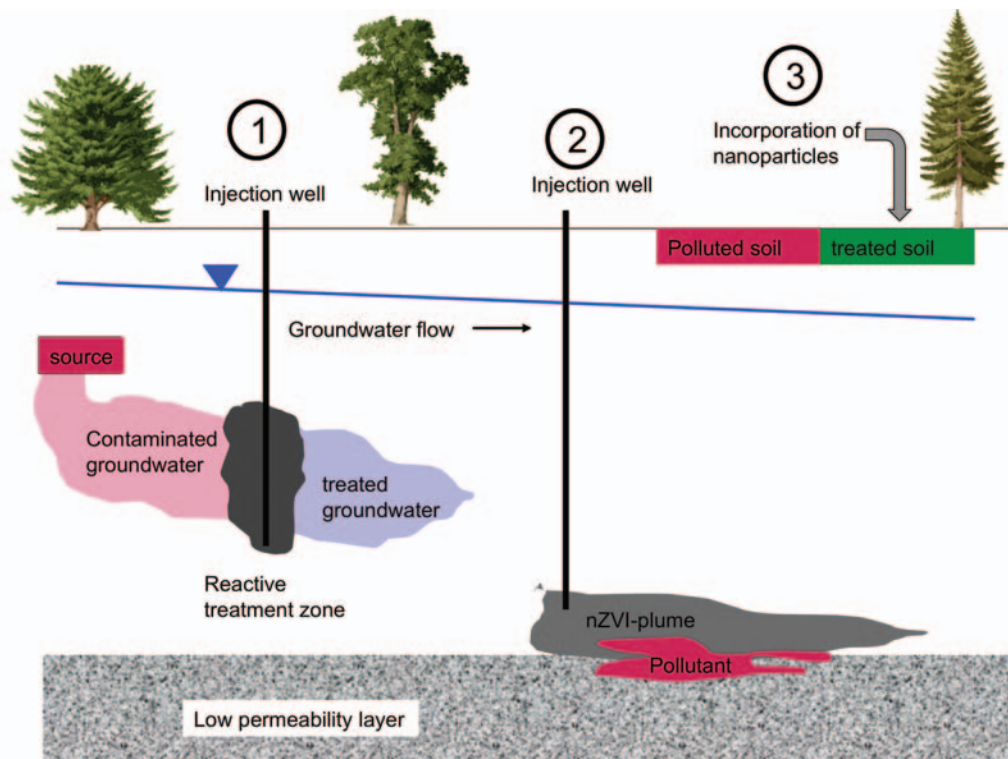 1
Injection well
2
Injection well
3
Incorporation of
nanoparticles
Polluted soil
treated soil
Groundwater flow
source
Contaminated
groundwater
treated
groundwater
Reactive
treatment zone
nZVI-plume
Pollutant
Low permeability layer